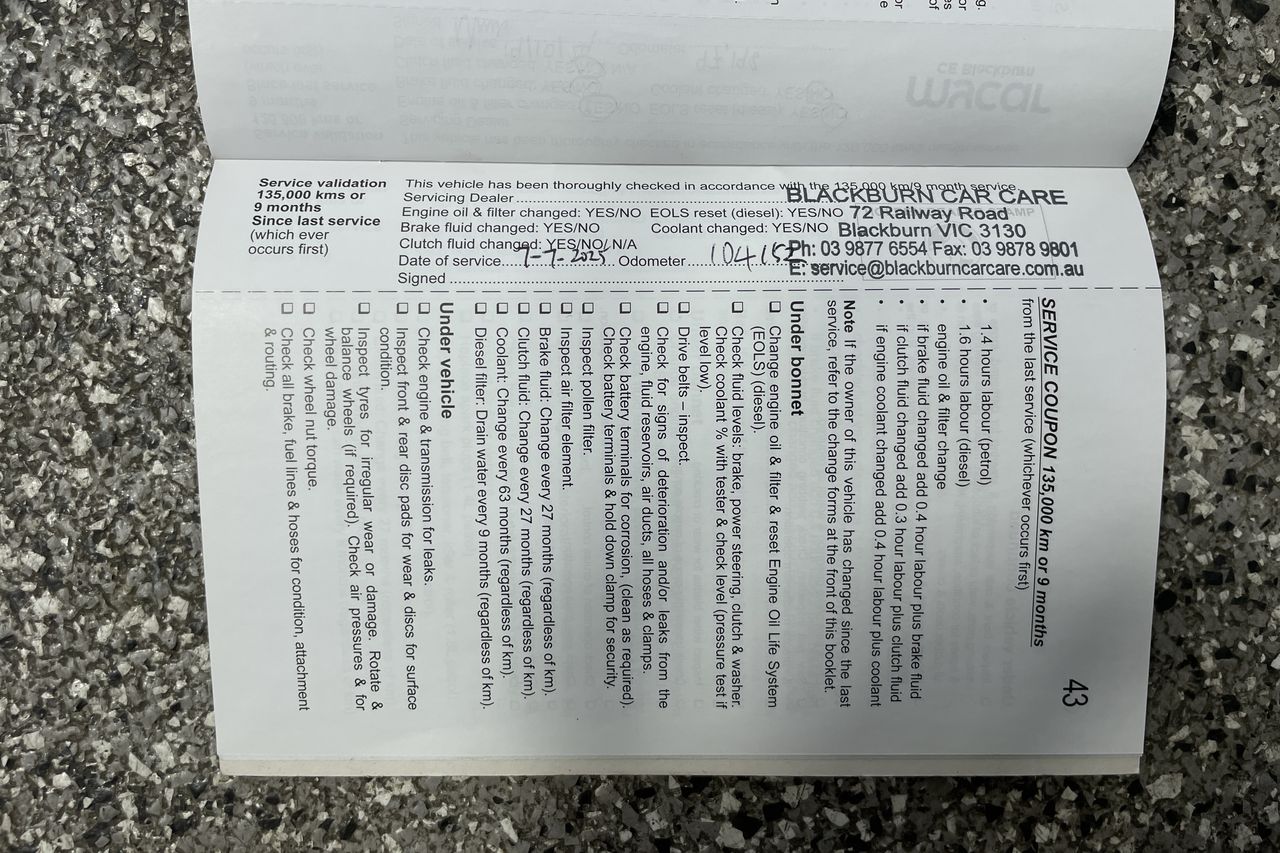 Service validation
135,000 kms or
9 months
Since last service
(which ever
occurs first)
This vehicle has been thoroughly checked in accordance with the 135,000 km/9 month service.
Servicing Dealer
Engine oil & filter changed: YES/NO EOLS reset (diesel): YES/NO
Brake fluid changed: YES/NO Coolant changed: YES/NO
Clutch fluid changed: YES/NO/N/A
Date of service 7-7-2025 Odometer 104152
Signed
BLACKBURN CAR CARE
72 Railway Road
Blackburn VIC 3130
Ph: 03 9877 6554 Fax: 03 9878 9801
E: service@blackburncarcare.com.au
43
SERVICE COUPON 135,000 km or 9 months
from the last service (whichever occurs first)
• 1.4 hours labour (petrol)
• 1.6 hours labour (diesel)
• engine oil & filter change
• if brake fluid changed add 0.4 hour labour plus brake fluid
• if clutch fluid changed add 0.3 hour labour plus clutch fluid
• if engine coolant changed add 0.4 hour labour plus coolant
Note If the owner of this vehicle has changed since the last
service, refer to the change forms at the front of this booklet.
Under bonnet
❑ Change engine oil & filter & reset Engine Oil Life System
(EOLS) (diesel).
❑ Check fluid levels: brake, power steering, clutch & washer.
Check coolant % with tester & check level (pressure test if
level low).
❑ Drive belts – inspect.
❑ Check for signs of deterioration and/or leaks from the
engine, fluid reservoirs, air ducts, all hoses & clamps.
❑ Check battery terminals for corrosion, (clean as required).
Check battery terminals & hold down clamp for security.
❑ Inspect pollen filter.
❑ Inspect air filter element.
❑ Brake fluid: Change every 27 months (regardless of km).
❑ Clutch fluid: Change every 27 months (regardless of km).
❑ Coolant: Change every 63 months (regardless of km).
❑ Diesel filter: Drain water every 9 months (regardless of km).
Under vehicle
❑ Check engine & transmission for leaks.
❑ Inspect front & rear disc pads for wear & discs for surface
condition.
❑ Inspect tyres for irregular wear or damage. Rotate &
balance wheels (if required). Check air pressures & for
wheel damage.
❑ Check wheel nut torque.
❑ Check all brake, fuel lines & hoses for condition, attachment
& routing.